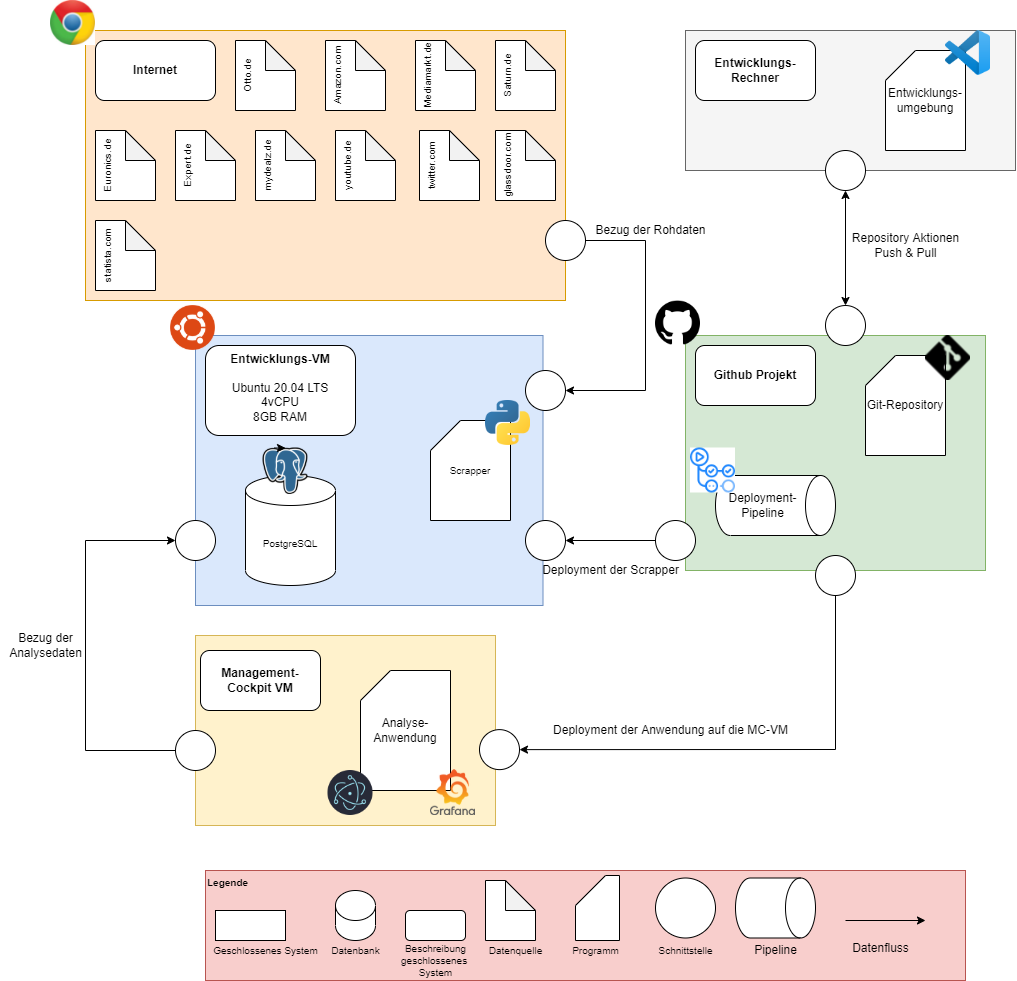 Internet
Otto.de
Amazon.com
Mediamarkt.de
Saturn.de
Euronics.de
Expert.de
mydealz.de
youtube.de
twitter.com
glassdoor.com
statista.com
Entwicklungs-
Rechner
Entwicklungs-
umgebung
Bezug der Rohdaten
Repository Aktionen
Push & Pull
Entwicklungs-VM
Ubuntu 20.04 LTS
4vCPU
8GB RAM
PostgreSQL
Scrapper
Github Projekt
Git-Repository
Deployment-
Pipeline
Deployment der Scrapper
Bezug der
Analysedaten
Management-
Cockpit VM
Analyse-
Anwendung
Grafana
Deployment der Anwendung auf die MC-VM
Legende
Geschlossenes System
Datenbank
Beschreibung
geschlossenes
System
Datenquelle
Programm
Schnittstelle
Pipeline
Datenfluss